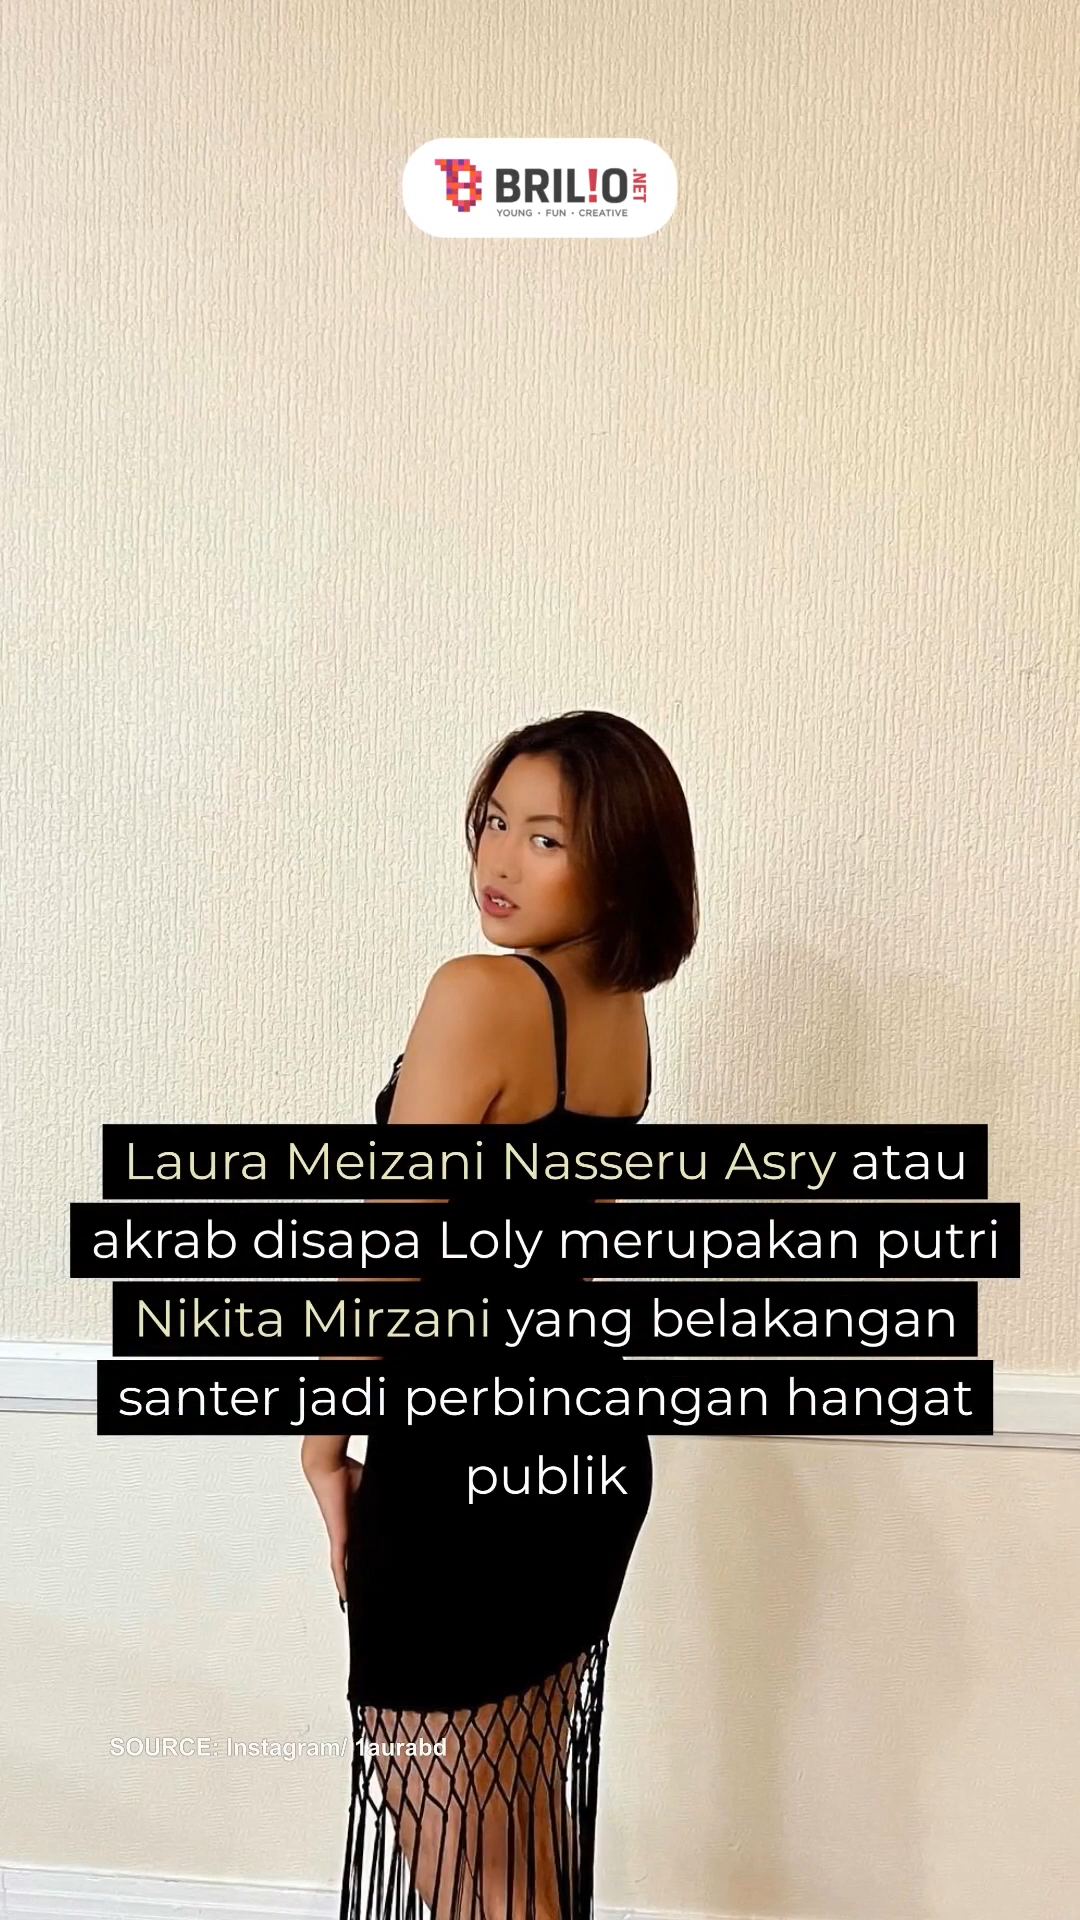 BRIL!O.NET
YOUNG • FUN • CREATIVE
Laura Meizani Nasseru Asry atau
akrab disapa Loly merupakan putri
Nikita Mirzani yang belakangan
santer jadi perbincangan hangat
publik
SOURCE: Instagram/ 1aurabd